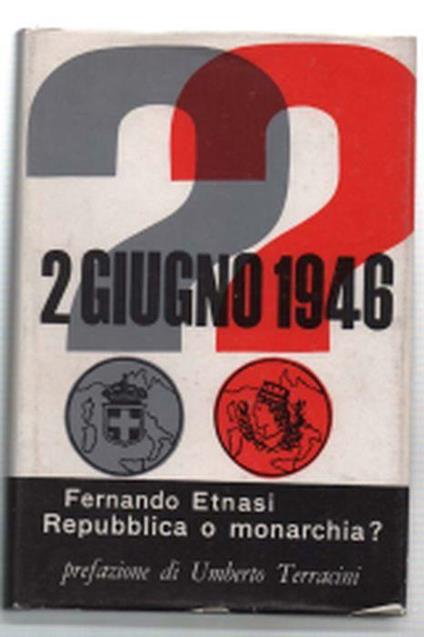 ??
2 GIUGNO 1946
Fernando Etnasi
Repubblica o monarchia?
prefazione di Umberto Terracini